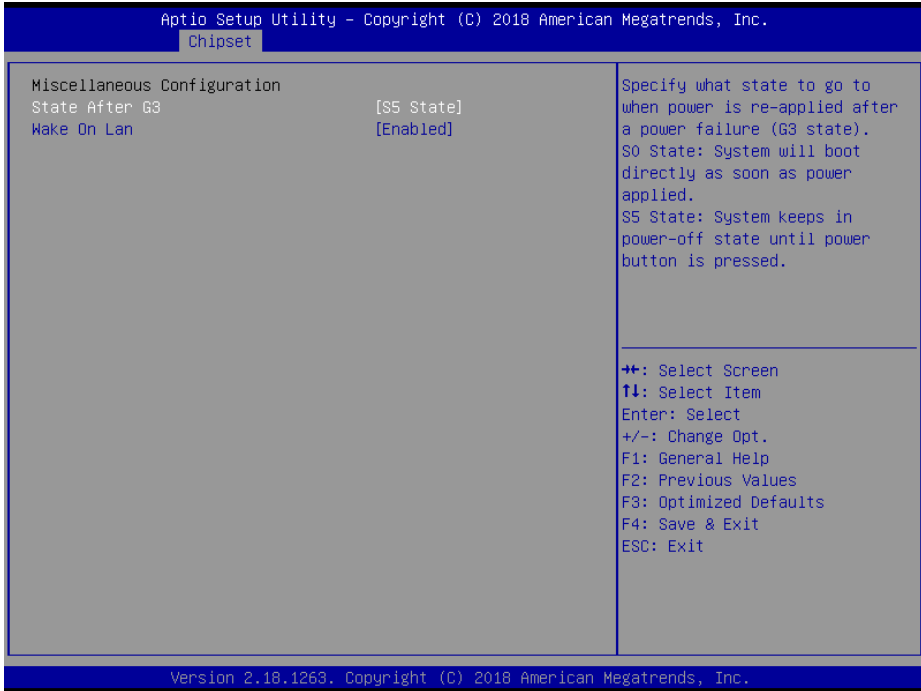 Aptio Setup Utility – Copyright (C) 2018 American Megatrends, Inc.
Chipset
Miscellaneous Configuration
State After G3 [S5 State]
Wake On Lan [Enabled]
Specify what state to go to
when power is re-applied after
a power failure (G3 state).
S0 State: System will boot
directly as soon as power
applied.
S5 State: System keeps in
power-off state until power
button is pressed.
→←: Select Screen
↑↓: Select Item
Enter: Select
+/-: Change Opt.
F1: General Help
F2: Previous Values
F3: Optimized Defaults
F4: Save & Exit
ESC: Exit
Version 2.18.1263. Copyright (C) 2018 American Megatrends, Inc.